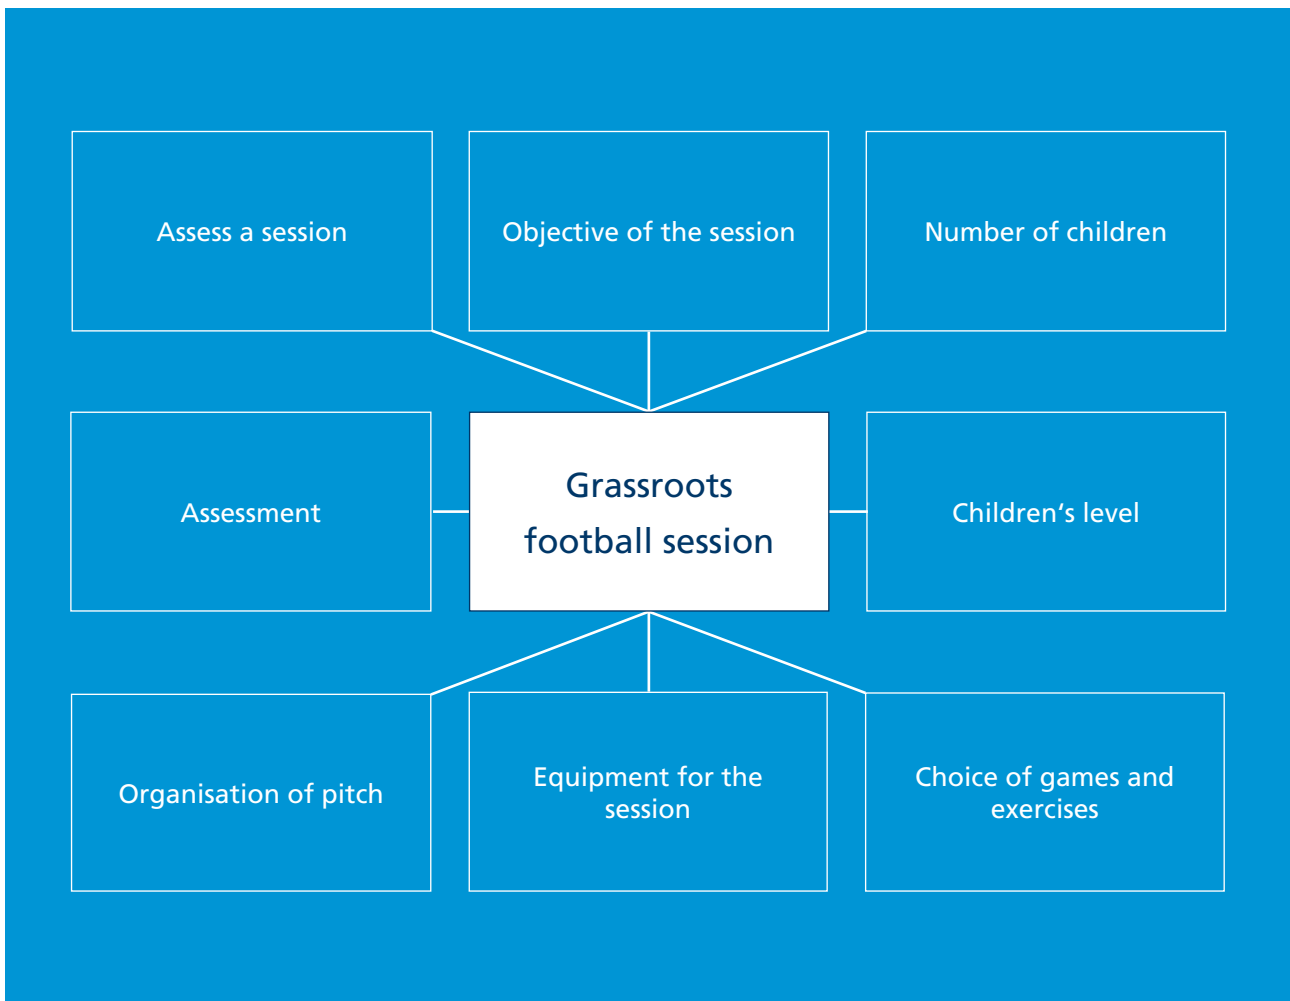 Assess a session
Objective of the session
Number of children
Assessment
Grassroots
football session
Children‘s level
Organisation of pitch
Equipment for the
session
Choice of games and
exercises